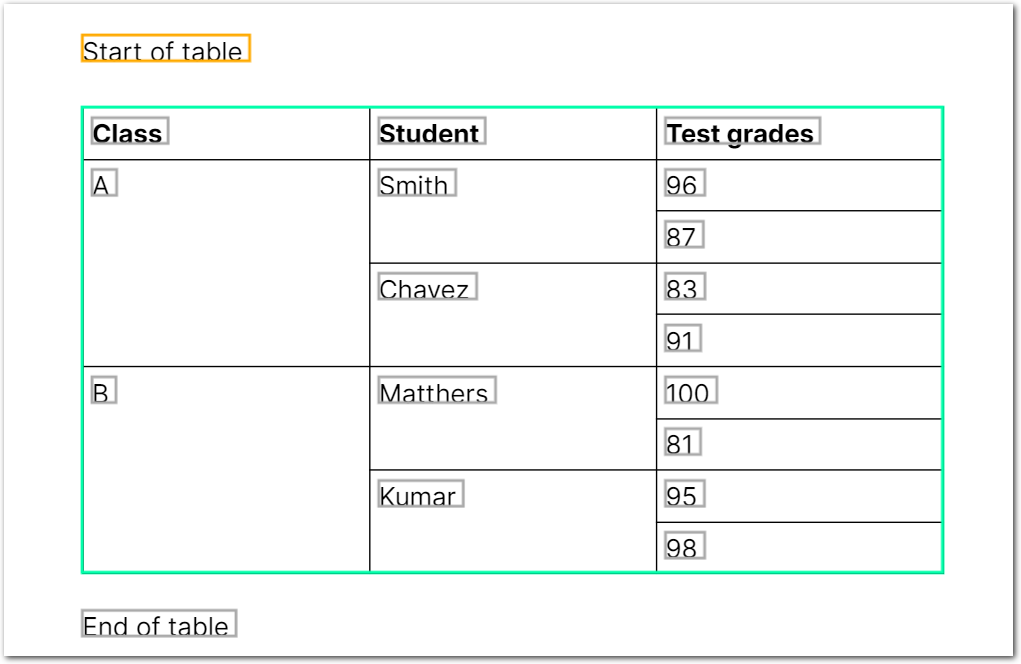 Start of table
Class Student Test grades
A Smith 96
87
Chavez 83
91
B Matthers 100
81
Kumar 95
98
End of table